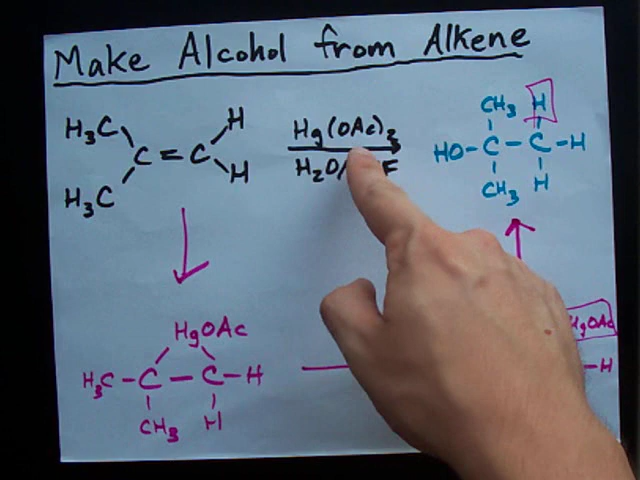 Make Alcohol from Alkene
H₃C H
C=C
H₃C H
Hg(OAc)₂
H₂O/ F
CH₃ H
HO-C-C-H
CH₃ H
HgOAc
H₃C-C-C-H
CH₃ H
HgOAc
-H